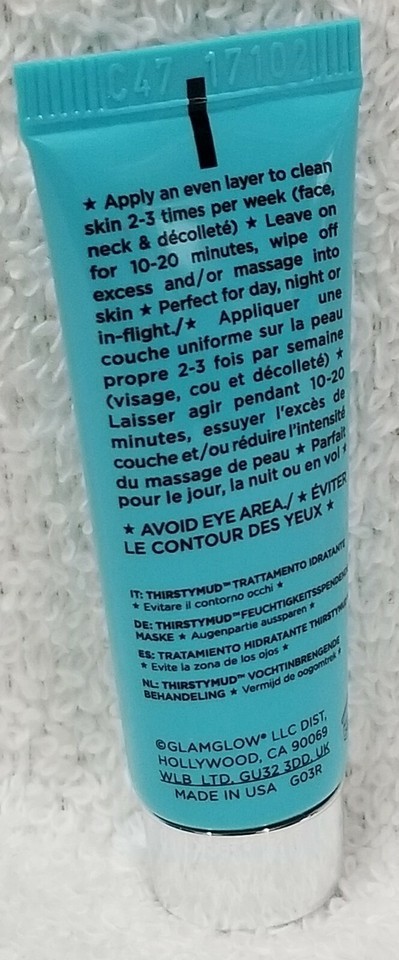 C47 17102
★ Apply an even layer to clean
skin 2-3 times per week (face,
neck & décolleté) ★ Leave on
for 10-20 minutes, wipe off
excess and/or massage into
skin ★ Perfect for day, night or
in-flight./★ Appliquer une
couche uniforme sur la peau
propre 2-3 fois par semaine
(visage, cou et décolleté) ★
Laisser agir pendant 10-20
minutes, essuyer l'excès de
couche et/ou réduire l'intensité
du massage de peau ★ Parfait
pour le jour, la nuit ou en vol ★
★ AVOID EYE AREA./ ★ ÉVITER
LE CONTOUR DES YEUX ★
IT: THIRSTYMUD™ TRATTAMENTO IDRATANTE
★ Evitare il contorno occhi ★
DE: THIRSTYMUD™ FEUCHTIGKEITSSPENDENDE
MASKE ★ Augenpartie aussparen ★
ES: TRATAMIENTO HIDRATANTE THIRSTYMUD
★ Evite la zona de los ojos ★
NL: THIRSTYMUD™ VOCHTINBRENGENDE
BEHANDELING ★ Vermijd de oogomtrek ★
©GLAMGLOW® LLC DIST,
HOLLYWOOD, CA 90069
WLB LTD, GU32 3DD, UK
MADE IN USA G03R